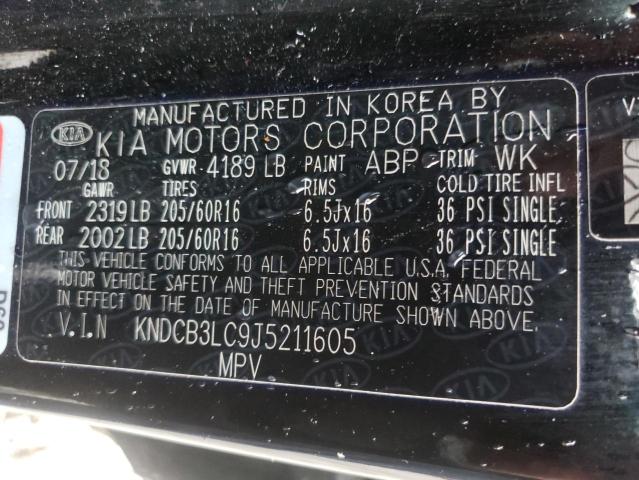 MANUFACTURED IN KOREA BY
KIA KIA MOTORS CORPORATION
07/18 GVWR 4189 LB PAINT ABP TRIM WK
GAWR TIRES RIMS COLD TIRE INFL
FRONT 2319 LB 205/60R16 6.5Jx16 36 PSI SINGLE
REAR 2002 LB 205/60R16 6.5Jx16 36 PSI SINGLE
THIS VEHICLE CONFORMS TO ALL APPLICABLE U.S.A. FEDERAL
MOTOR VEHICLE SAFETY AND THEFT PREVENTION STANDARDS
IN EFFECT ON THE DATE OF MANUFACTURE SHOWN ABOVE.
V.I.N KNDCB3LC9J5211605
MPV